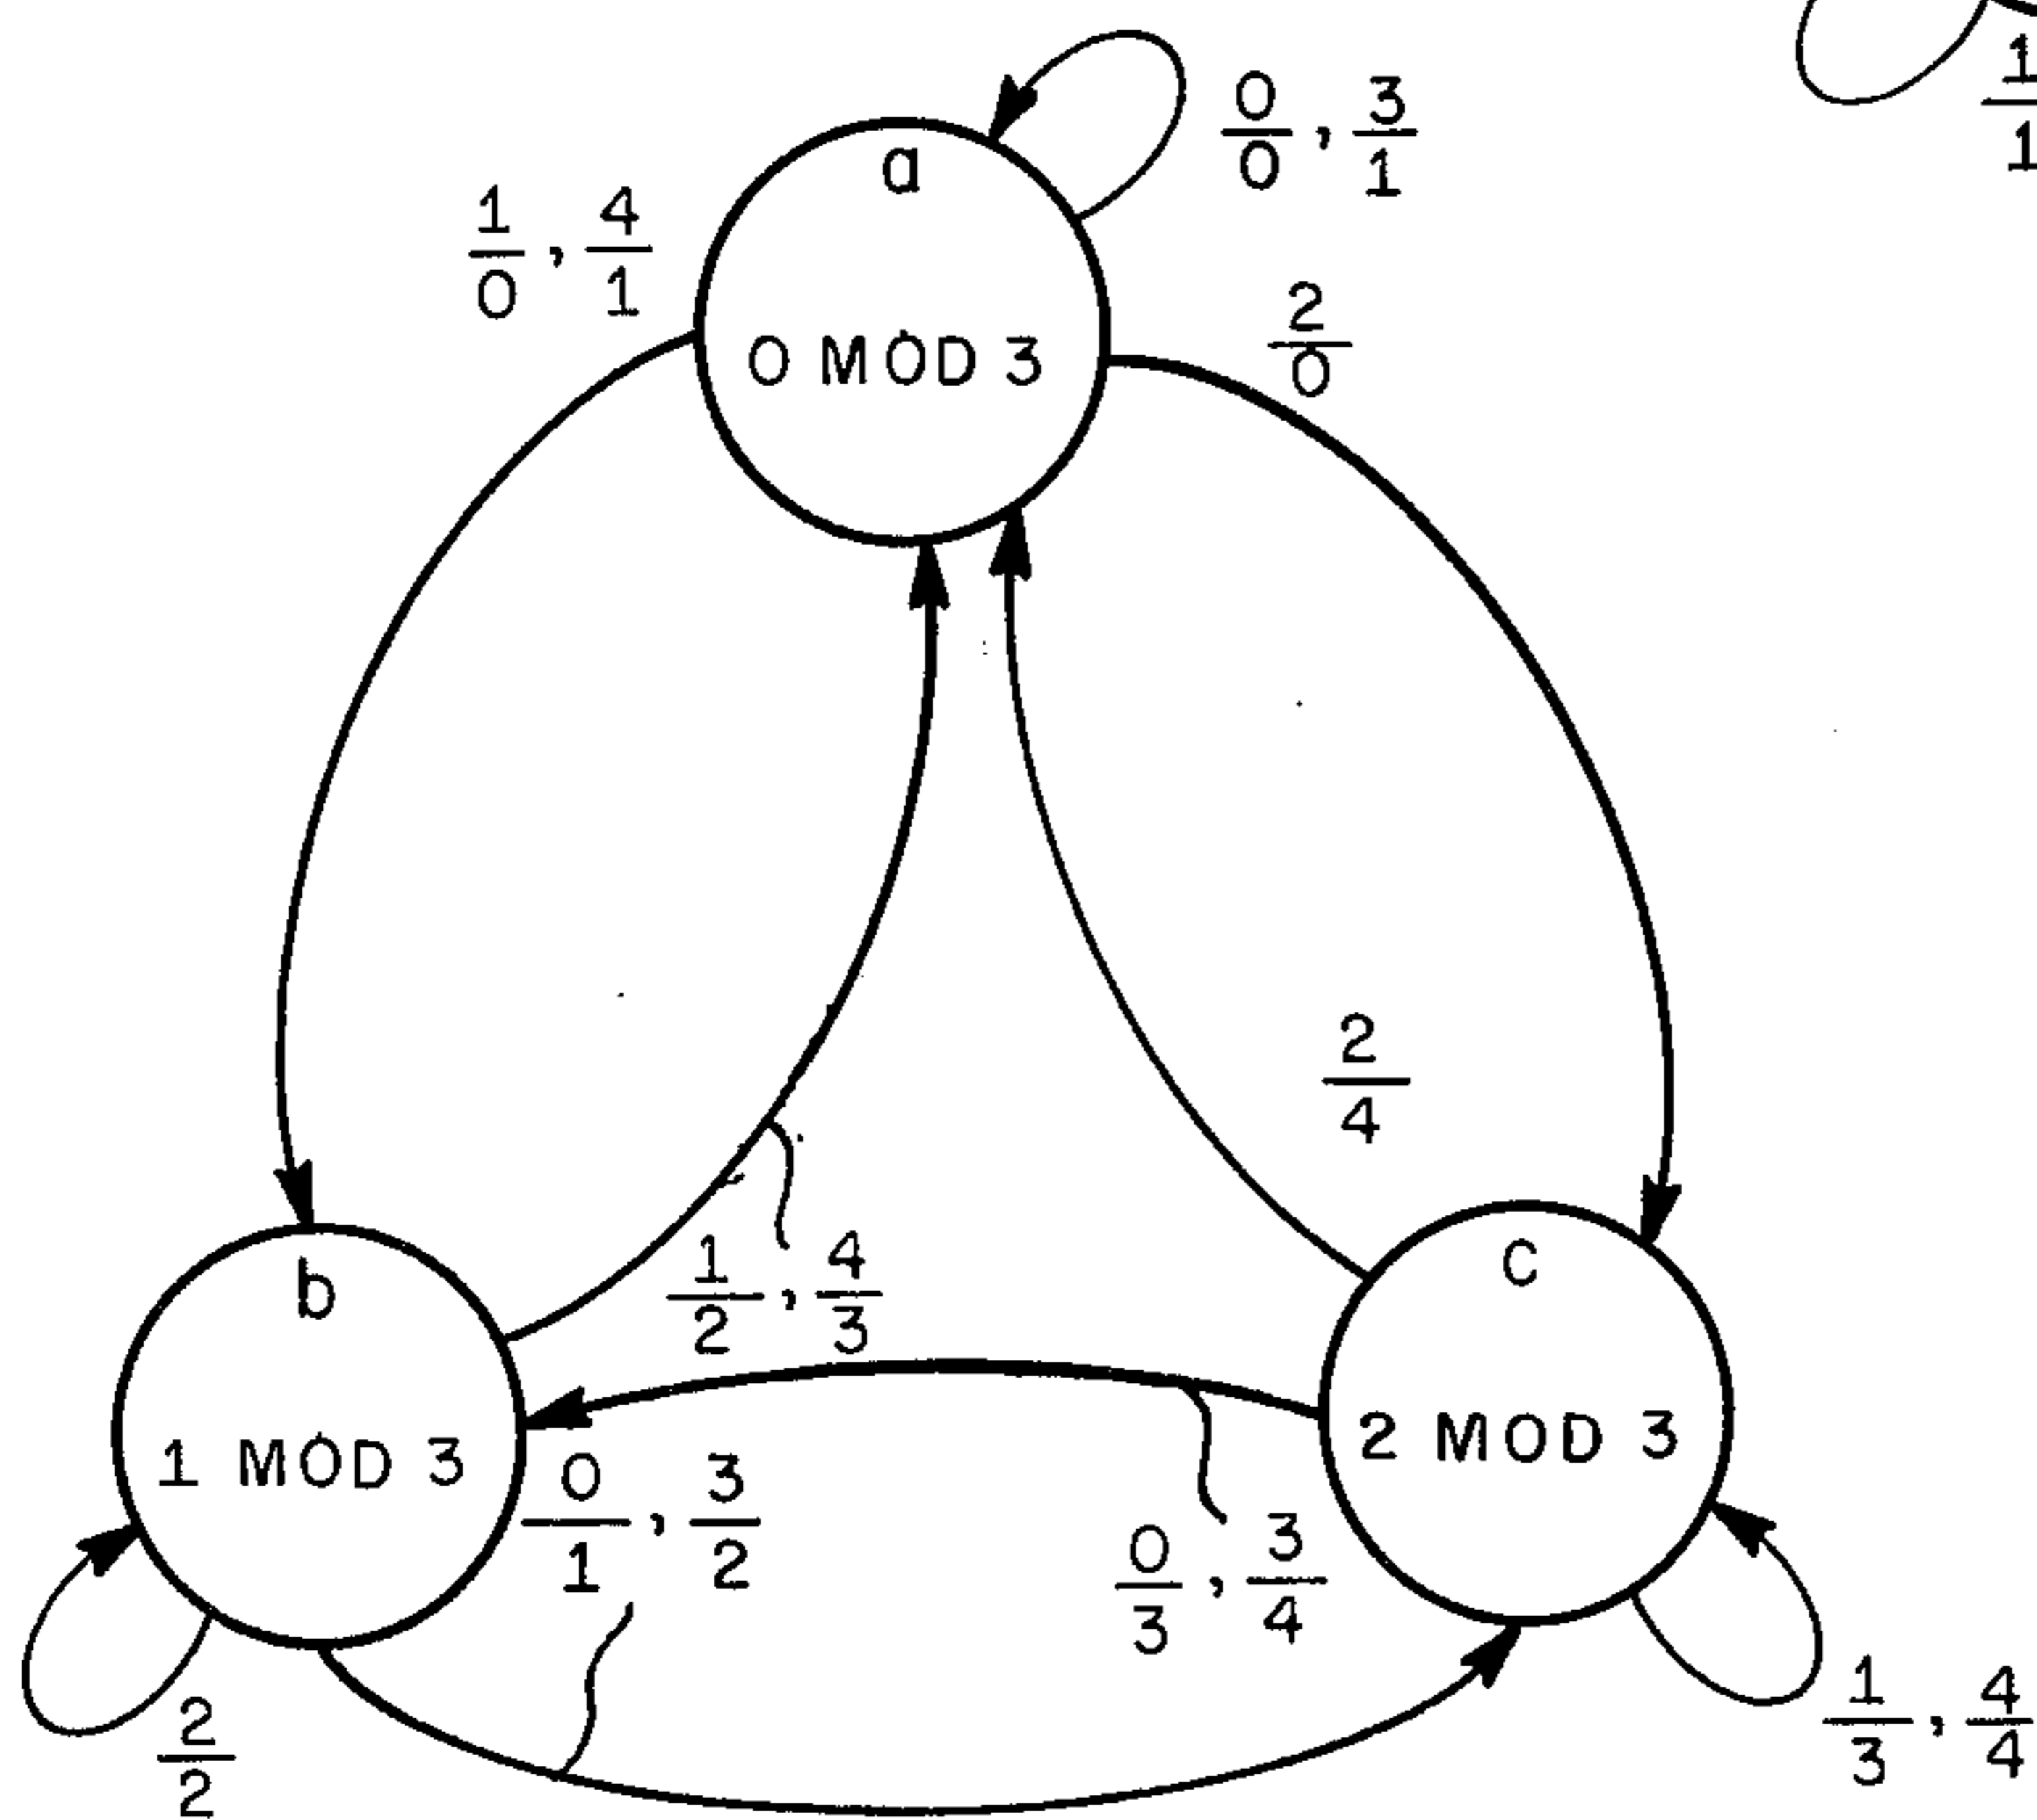 1
1
a
0 MOD 3
0/0, 3/1
1/0, 4/1
2/0
2/4
1/2, 4/3
b
1 MOD 3
c
2 MOD 3
0/1, 3/2
0/3, 3/4
2/2
1/3, 4/4